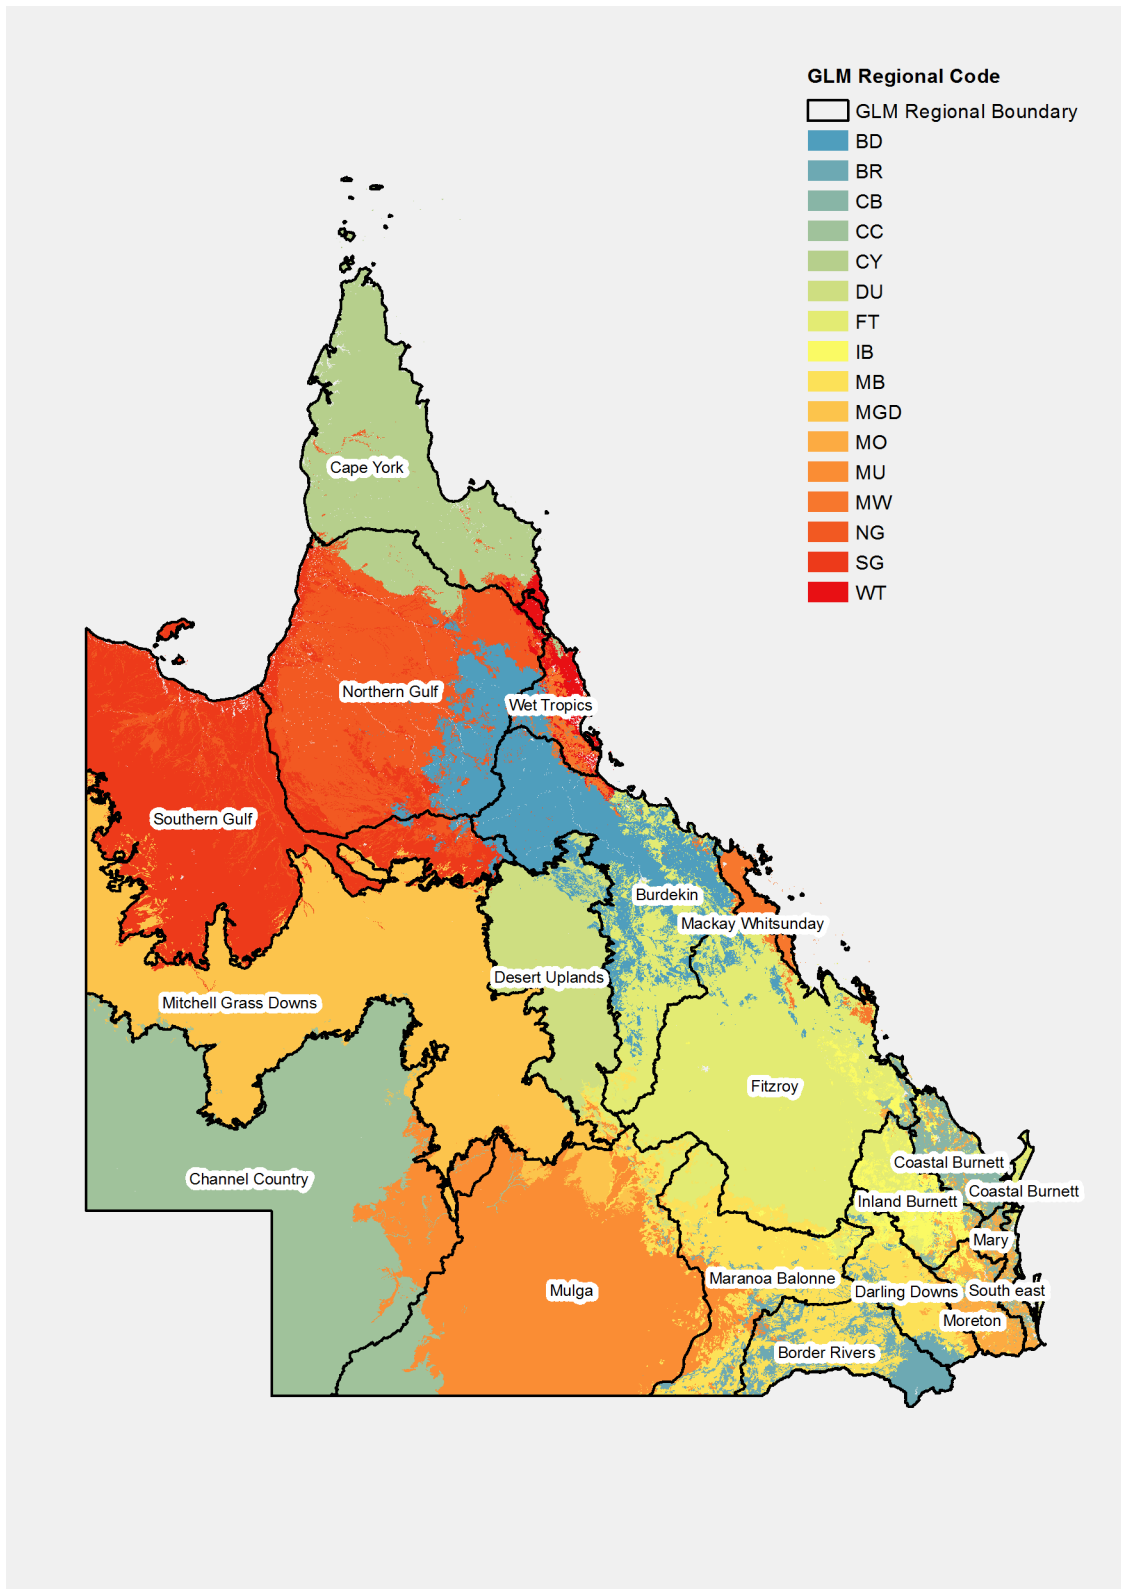 GLM Regional Code
GLM Regional Boundary
BD
BR
CB
CC
CY
DU
FT
IB
MB
MGD
MO
MU
MW
NG
SG
WT
Cape York
Northern Gulf
Wet Tropics
Southern Gulf
Burdekin
Mackay Whitsunday
Desert Uplands
Mitchell Grass Downs
Fitzroy
Coastal Burnett
Channel Country
Coastal Burnett
Inland Burnett
Mary
Maranoa Balonne
Mulga
Darling Downs
South east
Moreton
Border Rivers